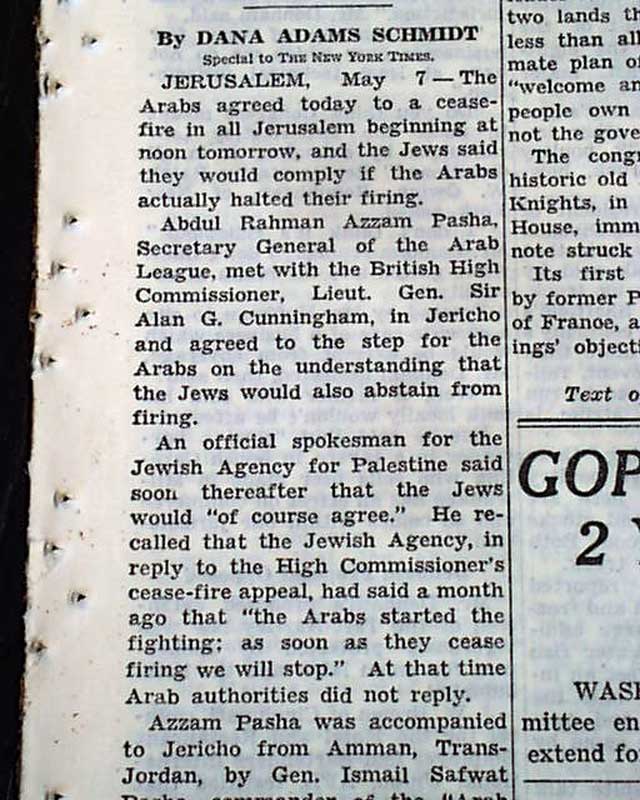 By DANA ADAMS SCHMIDT
Special to THE NEW YORK TIMES.
JERUSALEM, May 7—The
Arabs agreed today to a cease-
fire in all Jerusalem beginning at
noon tomorrow, and the Jews said
they would comply if the Arabs
actually halted their firing.
Abdul Rahman Azzam Pasha,
Secretary General of the Arab
League, met with the British High
Commissioner, Lieut. Gen. Sir
Alan G. Cunningham, in Jericho
and agreed to the step for the
Arabs on the understanding that
the Jews would also abstain from
firing.
An official spokesman for the
Jewish Agency for Palestine said
soon thereafter that the Jews
would "of course agree." He re-
called that the Jewish Agency, in
reply to the High Commissioner's
cease-fire appeal, had said a month
ago that "the Arabs started the
fighting; as soon as they cease
firing we will stop." At that time
Arab authorities did not reply.
Azzam Pasha was accompanied
to Jericho from Amman, Trans-
Jordan, by Gen. Ismail Safwat
Pasha, commander of the "Arab
two lands th
less than all
mate plan of
"welcome an
people own
not the gove
The congr
historic old
Knights, in
House, imm
note struck
Its first
by former P
of France, a
ings' objecti
Text o
GOP
2
WASH
mittee en
extend fo